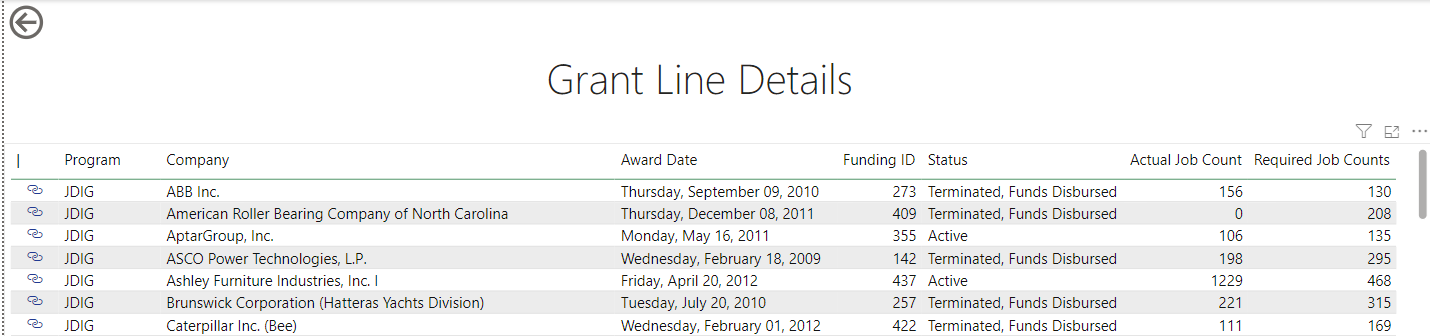 Grant Line Details
Program Company Award Date Funding ID Status Actual Job Count Required Job Counts
JDIG ABB Inc. Thursday, September 09, 2010 273 Terminated, Funds Disbursed 156 130
JDIG American Roller Bearing Company of North Carolina Thursday, December 08, 2011 409 Terminated, Funds Disbursed 0 208
JDIG AptarGroup, Inc. Monday, May 16, 2011 355 Active 106 135
JDIG ASCO Power Technologies, L.P. Wednesday, February 18, 2009 142 Terminated, Funds Disbursed 198 295
JDIG Ashley Furniture Industries, Inc. I Friday, April 20, 2012 437 Active 1229 468
JDIG Brunswick Corporation (Hatteras Yachts Division) Tuesday, July 20, 2010 257 Terminated, Funds Disbursed 221 315
JDIG Caterpillar Inc. (Bee) Wednesday, February 01, 2012 422 Terminated, Funds Disbursed 111 169